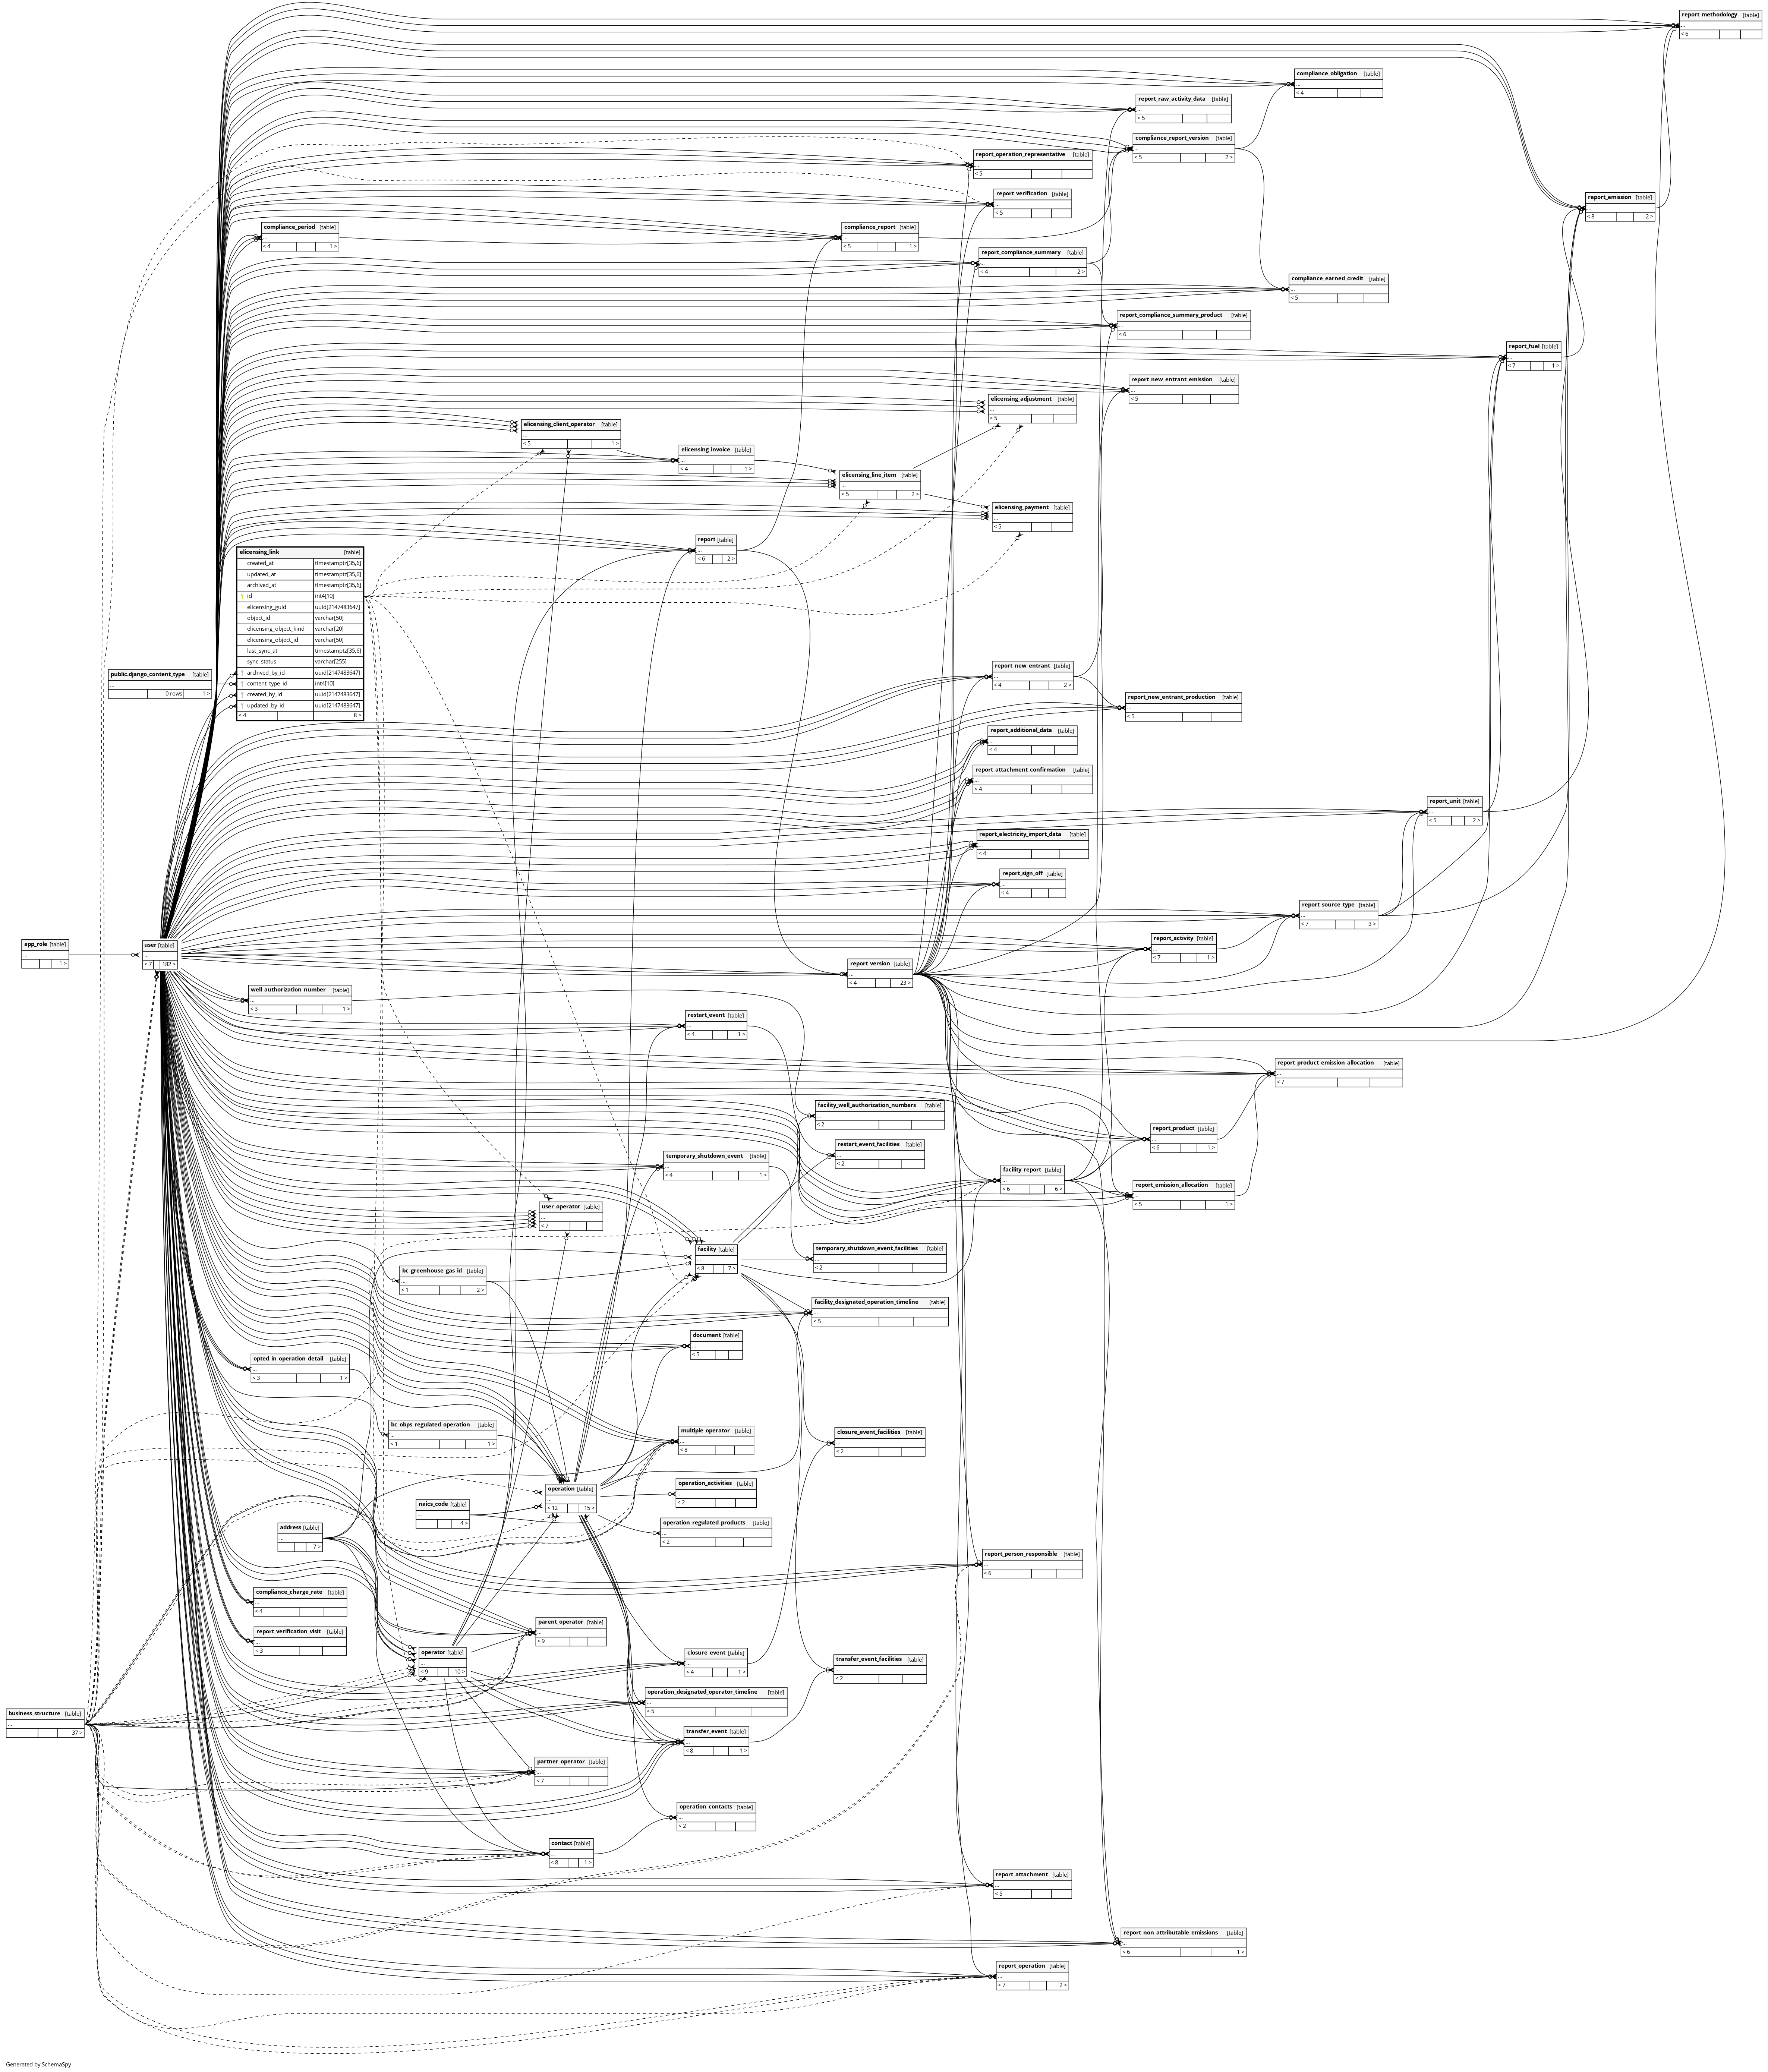 report_methodology [table]
...
< 6
compliance_obligation [table]
...
< 4
report_raw_activity_data [table]
...
< 5
compliance_report_version [table]
...
< 5 2 >
report_operation_representative [table]
...
< 5
report_verification [table]
...
< 5
report_emission [table]
...
< 8 2 >
compliance_period [table]
...
< 4 1 >
compliance_report [table]
...
< 5 1 >
report_compliance_summary [table]
...
< 4 2 >
compliance_earned_credit [table]
...
< 5
report_compliance_summary_product [table]
...
< 6
report_fuel [table]
...
< 7 1 >
report_new_entrant_emission [table]
...
< 5
elicensing_adjustment [table]
...
< 5
elicensing_client_operator [table]
...
< 5 1 >
elicensing_invoice [table]
...
< 4 1 >
elicensing_line_item [table]
...
< 5 2 >
elicensing_payment [table]
...
< 5
report [table]
...
< 6 2 >
elicensing_link [table]
created_at timestamptz[35,6]
updated_at timestamptz[35,6]
archived_at timestamptz[35,6]
id int4[10]
elicensing_guid uuid[2147483647]
object_id varchar[50]
elicensing_object_kind varchar[20]
elicensing_object_id varchar[50]
last_sync_at timestamptz[35,6]
sync_status varchar[255]
archived_by_id uuid[2147483647]
content_type_id int4[10]
created_by_id uuid[2147483647]
updated_by_id uuid[2147483647]
< 4 8 >
public.django_content_type [table]
...
0 rows 1 >
report_new_entrant [table]
...
< 4 2 >
report_new_entrant_production [table]
...
< 5
report_additional_data [table]
...
< 4
report_attachment_confirmation [table]
...
< 4
report_unit [table]
...
< 5 2 >
report_electricity_import_data [table]
...
< 4
report_sign_off [table]
...
< 4
report_source_type [table]
...
< 7 3 >
report_activity [table]
...
< 7 1 >
app_role [table]
...
1 >
user [table]
...
< 7 182 >
report_version [table]
...
< 4 23 >
well_authorization_number [table]
...
< 3 1 >
restart_event [table]
...
< 4 1 >
report_product_emission_allocation [table]
...
< 7
facility_well_authorization_numbers [table]
...
< 2
report_product [table]
...
< 6 1 >
restart_event_facilities [table]
...
< 2
temporary_shutdown_event [table]
...
< 4 1 >
facility_report [table]
...
< 6 6 >
report_emission_allocation [table]
...
< 5 1 >
user_operator [table]
...
< 7
facility [table]
...
< 8 7 >
temporary_shutdown_event_facilities [table]
...
< 2
bc_greenhouse_gas_id [table]
...
< 1 2 >
facility_designated_operation_timeline [table]
...
< 5
document [table]
...
< 5
opted_in_operation_detail [table]
...
< 3 1 >
bc_obps_regulated_operation [table]
...
< 1 1 >
multiple_operator [table]
...
< 8
closure_event_facilities [table]
...
< 2
operation_activities [table]
...
< 2
operation [table]
...
< 12 15 >
naics_code [table]
...
4 >
operation_regulated_products [table]
...
< 2
address [table]
...
7 >
report_person_responsible [table]
...
< 6
compliance_charge_rate [table]
...
< 4
parent_operator [table]
...
< 9
report_verification_visit [table]
...
< 3
operator [table]
...
< 9 10 >
closure_event [table]
...
< 4 1 >
transfer_event_facilities [table]
...
< 2
operation_designated_operator_timeline [table]
...
< 5
business_structure [table]
...
37 >
transfer_event [table]
...
< 8 1 >
partner_operator [table]
...
< 7
operation_contacts [table]
...
< 2
contact [table]
...
< 8 1 >
report_attachment [table]
...
< 5
report_non_attributable_emissions [table]
...
< 6 1 >
report_operation [table]
...
< 7 2 >
Generated by SchemaSpy